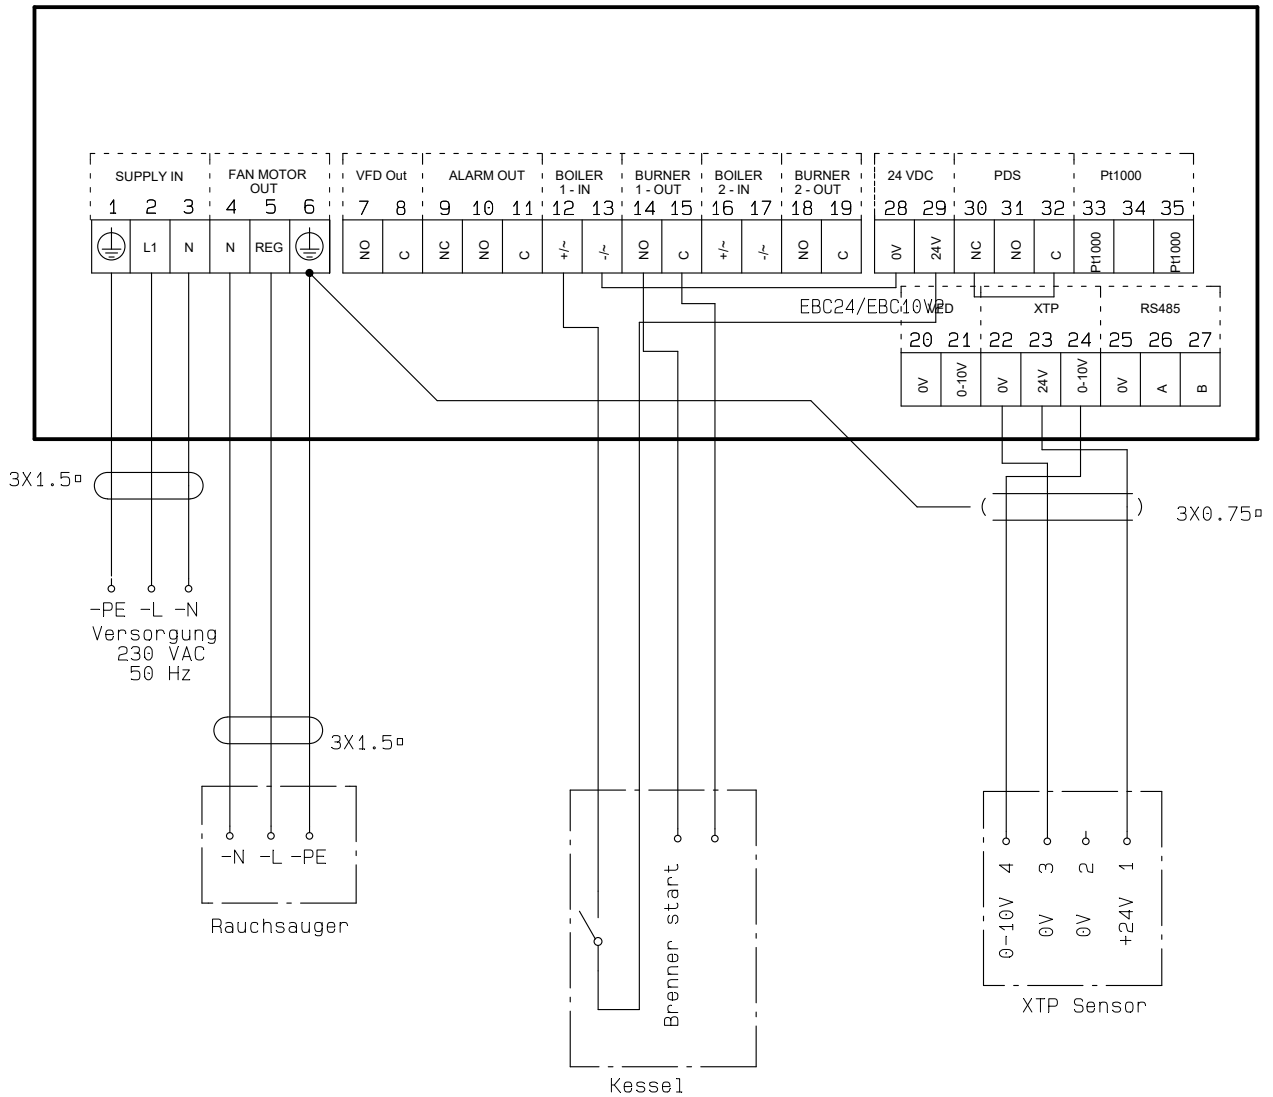 SUPPLY IN FAN MOTOR OUT VFD Out ALARM OUT BOILER 1 - IN BURNER 1 - OUT BOILER 2 - IN BURNER 2 - OUT 24 VDC PDS Pt1000
1 2 3 4 5 6 7 8 9 10 11 12 13 14 15 16 17 18 19 28 29 30 31 32 33 34 35
L1 N N REG NO C NC NO C +/~ -/~ NO C +/~ -/~ NO C 0V 24V NC NO C Pt1000 Pt1000
EBC24/EBC10
VFD XTP RS485
20 21 22 23 24 25 26 27
0V 0-10V 0V 24V 0-10V 0V A B
3X1.5▫
3X0.75▫
-PE -L -N
Versorgung
230 VAC
50 Hz
3X1.5▫
-N -L -PE
Rauchsauger
Brenner start
Kessel
4 3 2 1
0-10V 0V 0V +24V
XTP Sensor